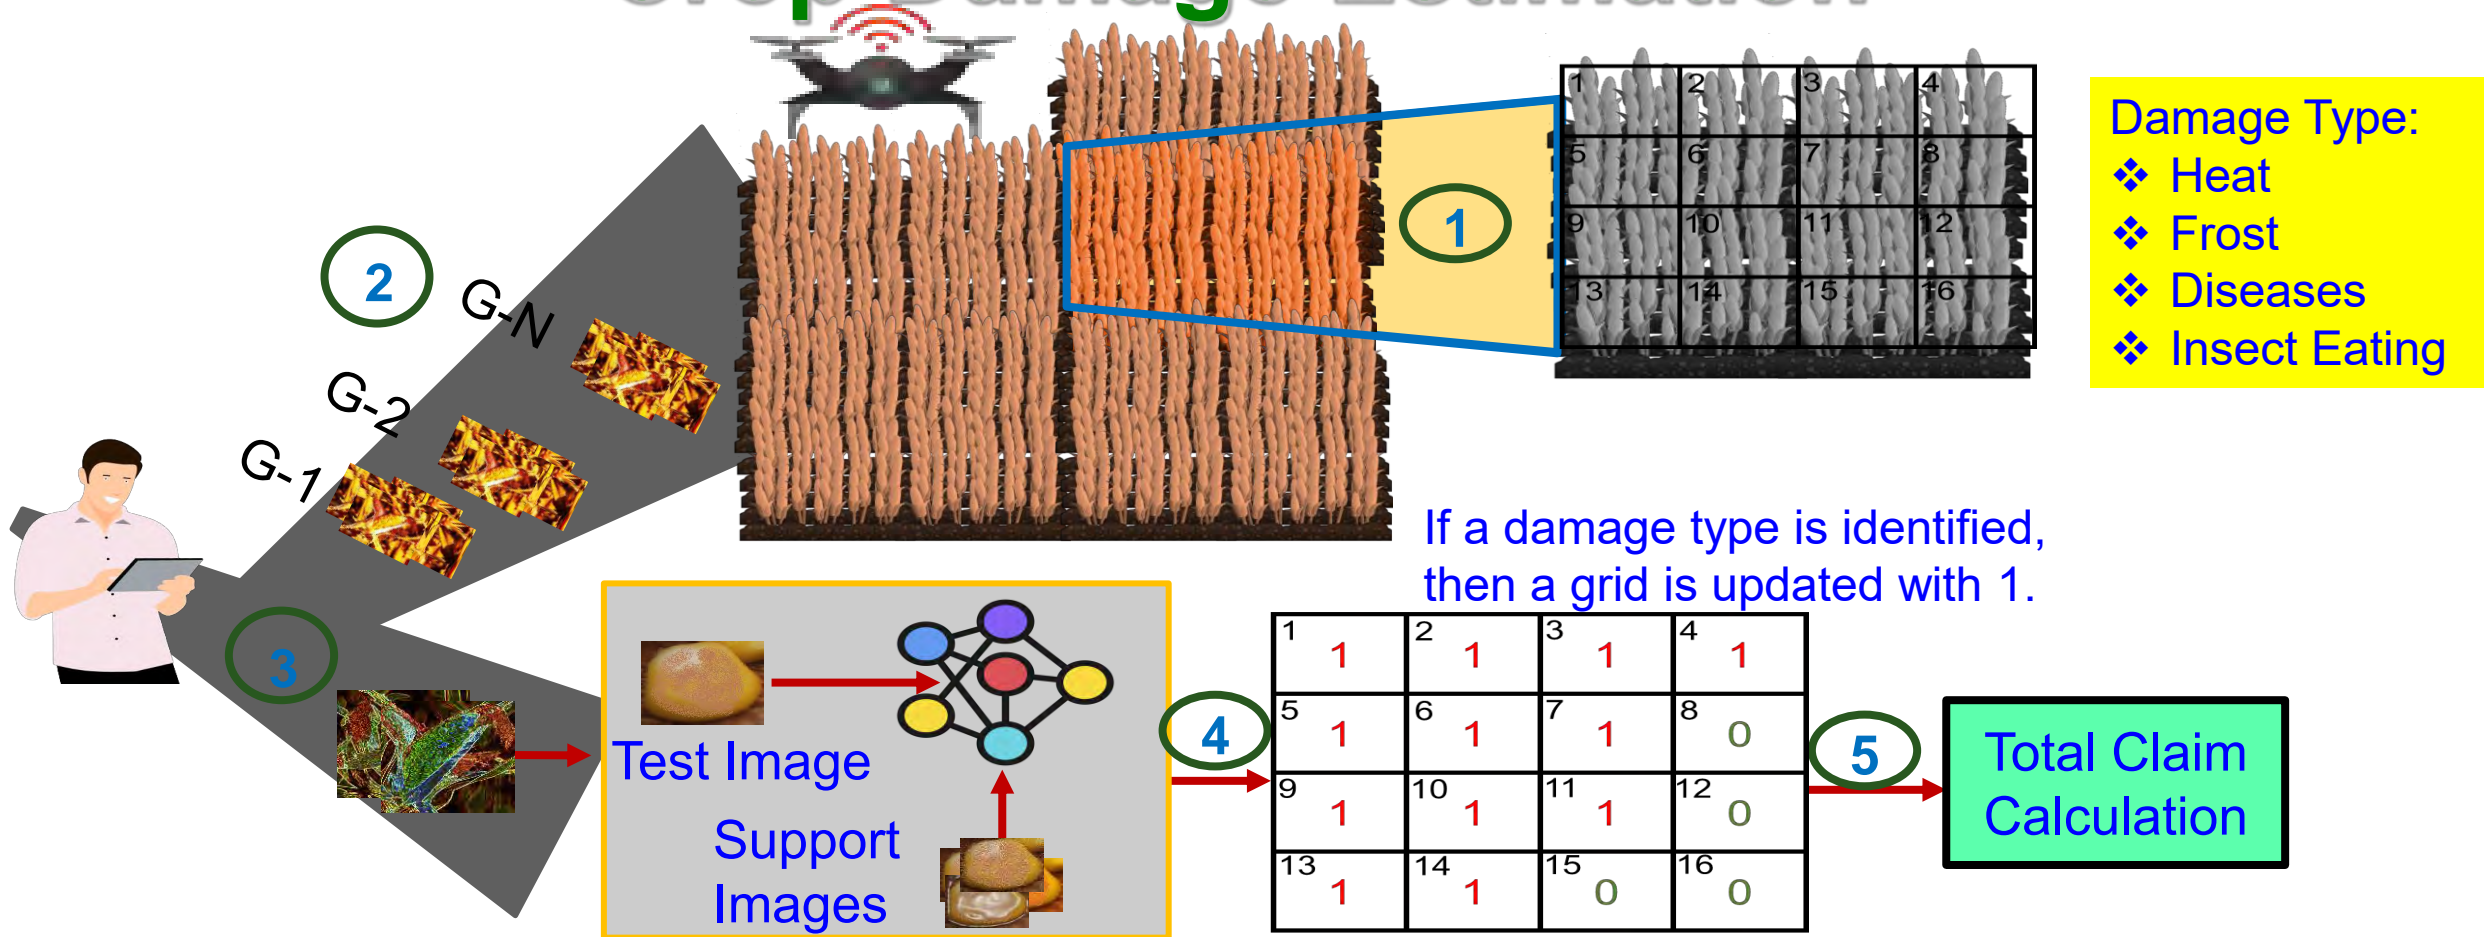 Crop Damage Estimation
1 2 3 4
5 6 7 8
9 10 11 12
13 14 15 16
Damage Type:
❖ Heat
❖ Frost
❖ Diseases
❖ Insect Eating
1
2
G-N
G-2
G-1
If a damage type is identified,
then a grid is updated with 1.
3
Test Image
Support
Images
4
1 1 2 1 3 1 4 1
5 1 6 1 7 1 8 0
9 1 10 1 11 1 12 0
13 1 14 1 15 0 16 0
5
Total Claim
Calculation